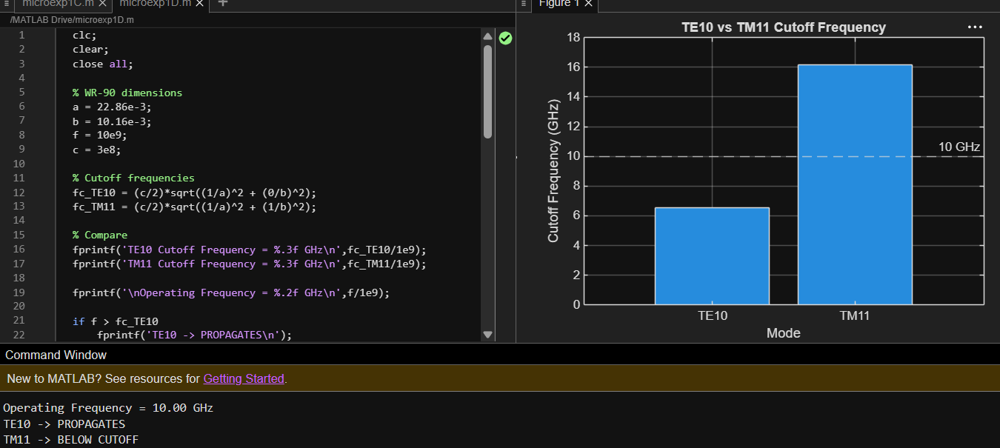 microexp1C.m × microexp1D.m × +
/MATLAB Drive/microexp1D.m
1 clc;
2 clear;
3 close all;
4
5 % WR-90 dimensions
6 a = 22.86e-3;
7 b = 10.16e-3;
8 f = 10e9;
9 c = 3e8;
10
11 % Cutoff frequencies
12 fc_TE10 = (c/2)*sqrt((1/a)^2 + (0/b)^2);
13 fc_TM11 = (c/2)*sqrt((1/a)^2 + (1/b)^2);
14
15 % Compare
16 fprintf('TE10 Cutoff Frequency = %.3f GHz\n',fc_TE10/1e9);
17 fprintf('TM11 Cutoff Frequency = %.3f GHz\n',fc_TM11/1e9);
18
19 fprintf('\nOperating Frequency = %.2f GHz\n',f/1e9);
20
21 if f > fc_TE10
22 fprintf('TE10 -> PROPAGATES\n');
Figure 1 ×
TE10 vs TM11 Cutoff Frequency
Cutoff Frequency (GHz)
18
16
14
12
10
8
6
4
2
0
10 GHz
TE10 TM11
Mode
Command Window
New to MATLAB? See resources for Getting Started.
Operating Frequency = 10.00 GHz
TE10 -> PROPAGATES
TM11 -> BELOW CUTOFF